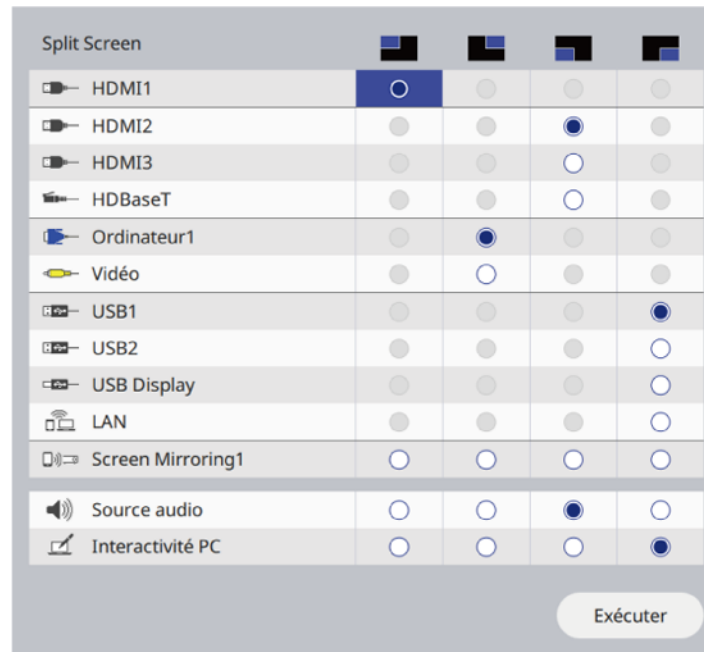 Split Screen
HDMI1
HDMI2
HDMI3
HDBaseT
Ordinateur1
Vidéo
USB1
USB2
USB Display
LAN
Screen Mirroring1
Source audio
Interactivité PC
Exécuter